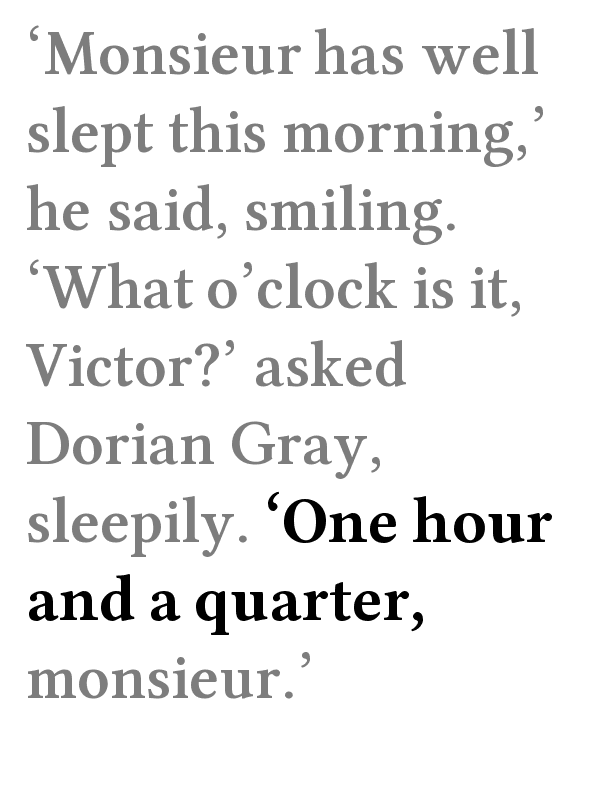 ‘Monsieur has well
slept this morning,’
he said, smiling.
‘What o’clock is it,
Victor?’ asked
Dorian Gray,
sleepily. ‘One hour
and a quarter,
monsieur.’